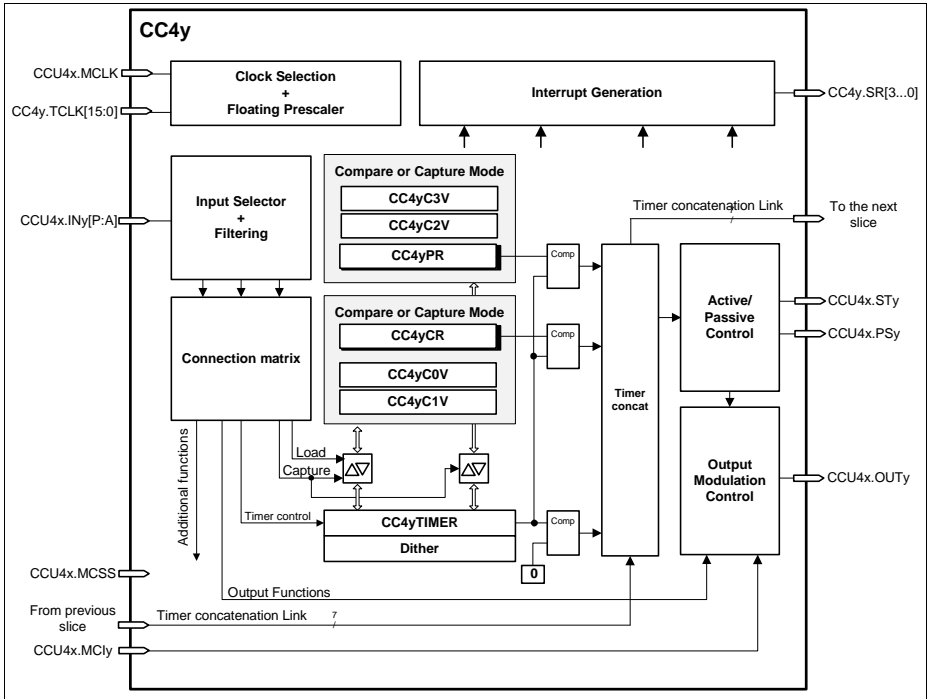 CC4y
CCU4x.MCLK
CC4y.TCLK[15:0]
Clock Selection
+
Floating Prescaler
Interrupt Generation
CC4y.SR[3...0]
CCU4x.INy[P:A]
Input Selector
+
Filtering
Compare or Capture Mode
CC4yC3V
CC4yC2V
CC4yPR
Comp
Timer concatenation Link
7
To the next
slice
Connection matrix
Compare or Capture Mode
CC4yCR
CC4yC0V
CC4yC1V
Comp
Timer
concat
Active/
Passive
Control
CCU4x.STy
CCU4x.PSy
Additional functions
Load
Capture
Timer control
CC4yTIMER
Dither
Comp
0
Output
Modulation
Control
CCU4x.OUTy
CCU4x.MCSS
Output Functions
From previous
slice
Timer concatenation Link
7
CCU4x.MCIy